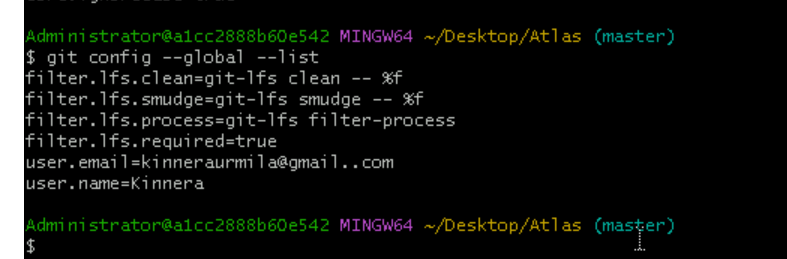 Administrator@a1cc2888b60e542 MINGW64 ~/Desktop/Atlas (master)
$ git config --global --list
filter.lfs.clean=git-lfs clean -- %f
filter.lfs.smudge=git-lfs smudge -- %f
filter.lfs.process=git-lfs filter-process
filter.lfs.required=true
user.email=kinneraurmila@gmail..com
user.name=Kinnera
Administrator@a1cc2888b60e542 MINGW64 ~/Desktop/Atlas (master)
$